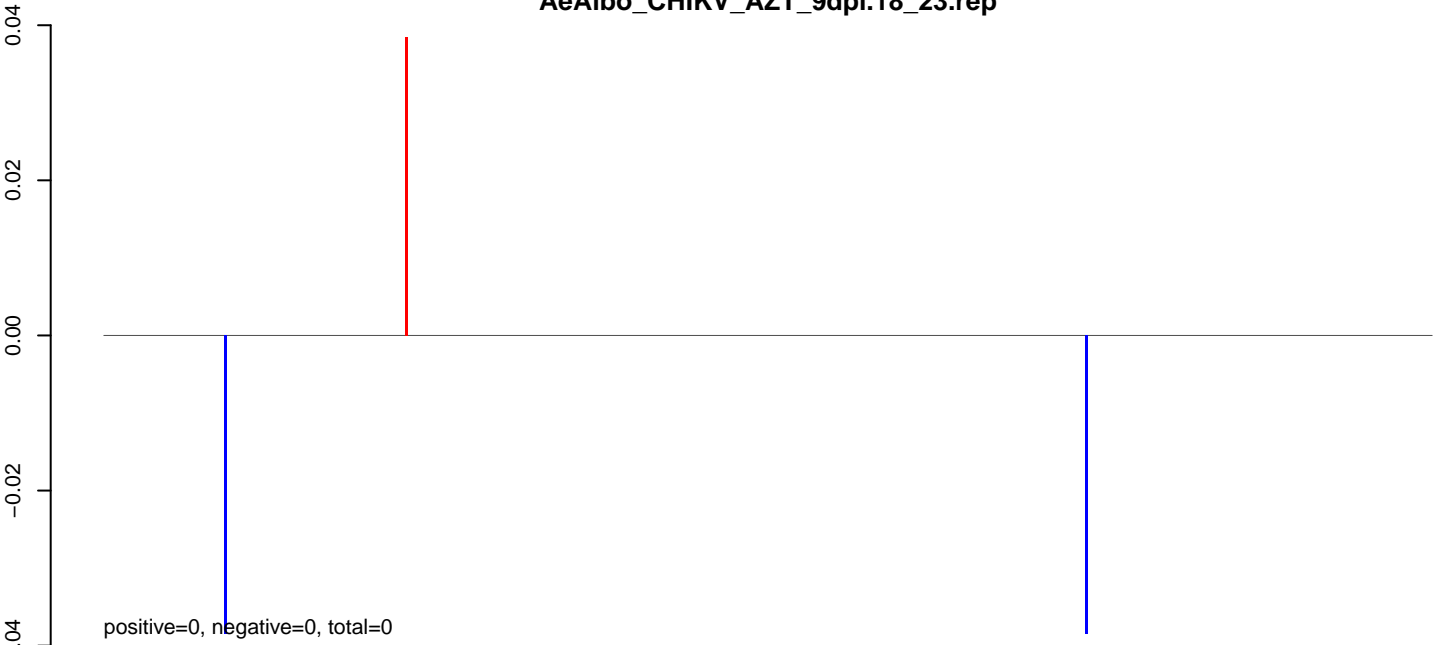 AeAlbo_CHIKV_AZT_9dpi.18_23.rep
0.04
0.02
0.00
−0.02
positive=0, negative=0, total=0